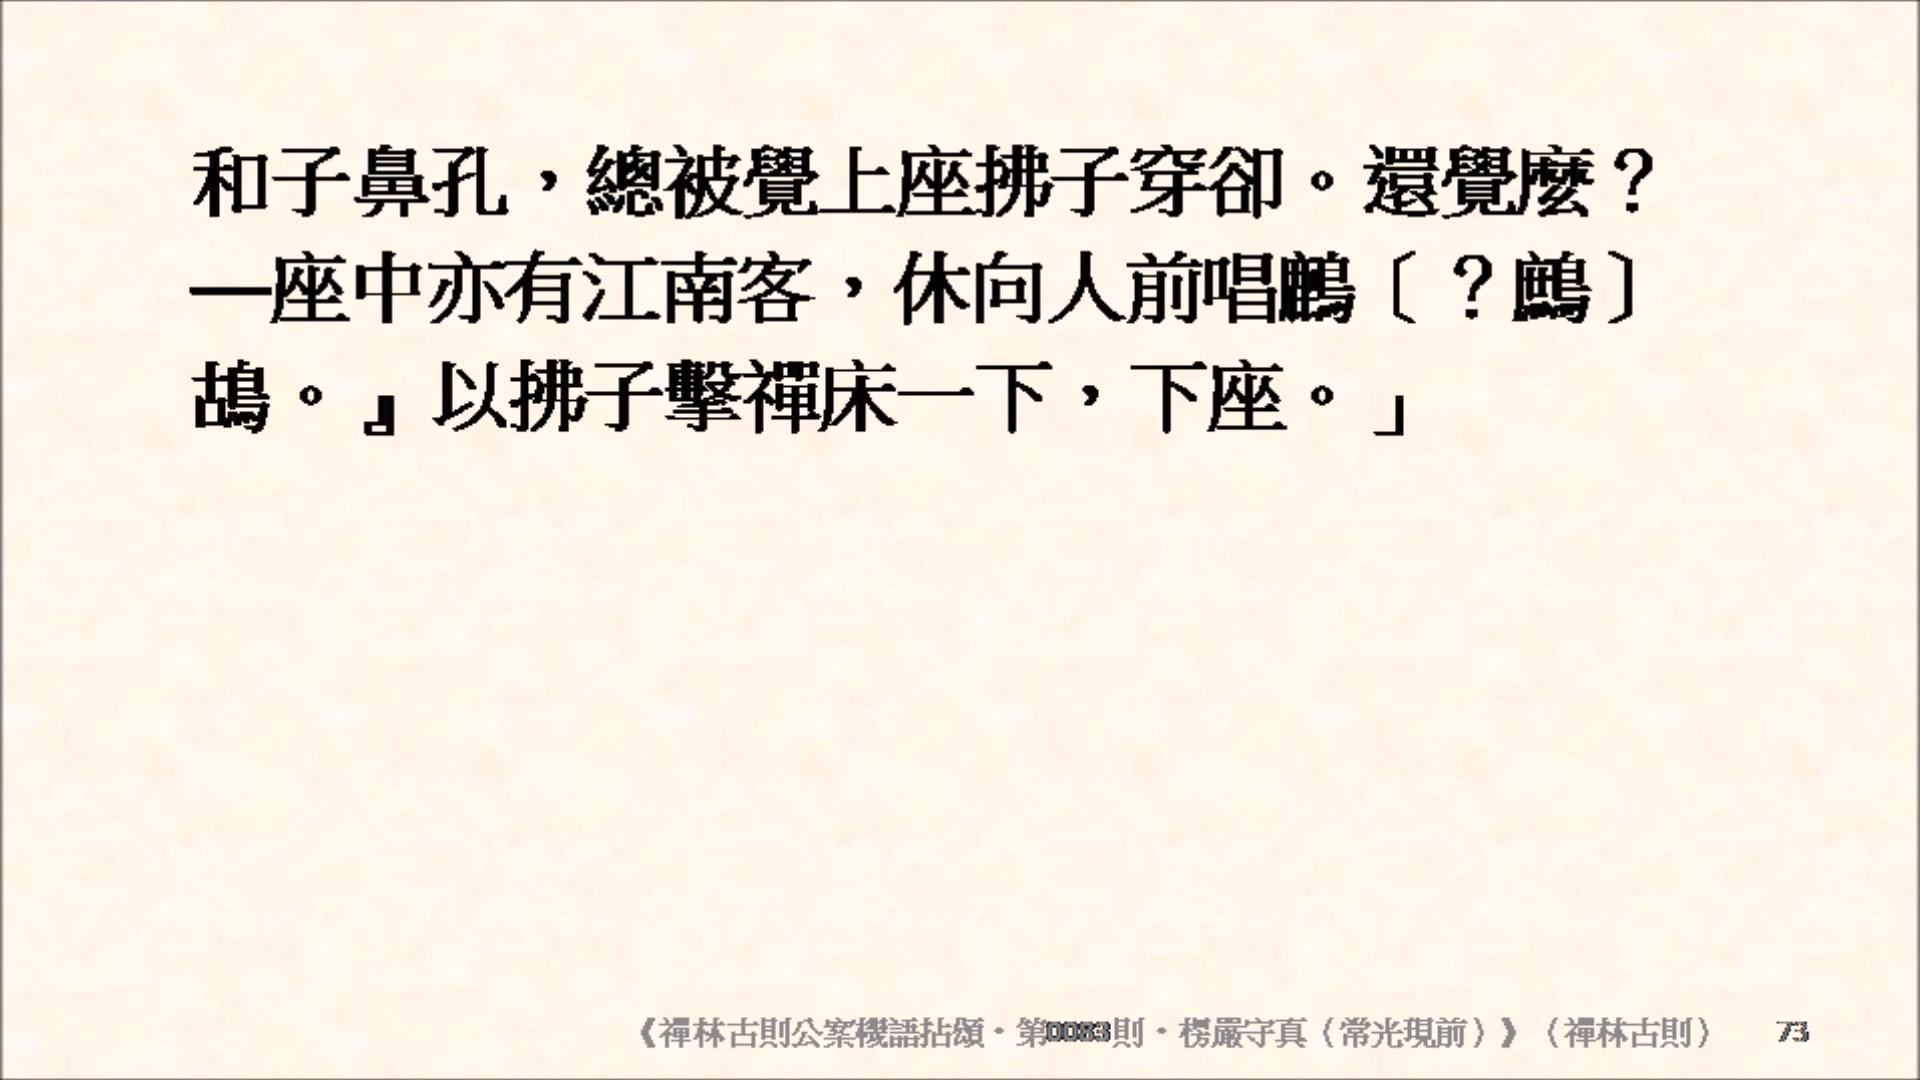 和子鼻孔，總被覺上座拂子穿卻。還覺麼？
—座中亦有江南客，休向人前唱鸕〔？鷓〕
鴣。』以拂子擊禪床一下，下座。」
《禪林古則公案機語拈頌‧第0083則‧楞嚴守真（常光現前）》（禪林古則） 73